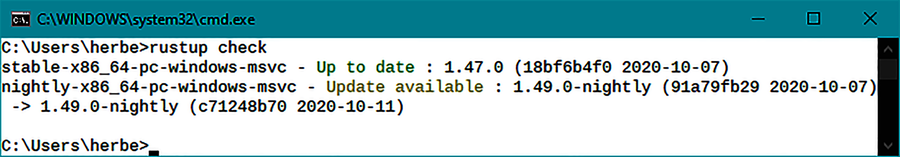 C:\WINDOWS\system32\cmd.exe
C:\Users\herbe>rustup check
stable-x86_64-pc-windows-msvc - Up to date : 1.47.0 (18bf6b4f0 2020-10-07)
nightly-x86_64-pc-windows-msvc - Update available : 1.49.0-nightly (91a79fb29 2020-10-07)
 -> 1.49.0-nightly (c71248b70 2020-10-11)
C:\Users\herbe>